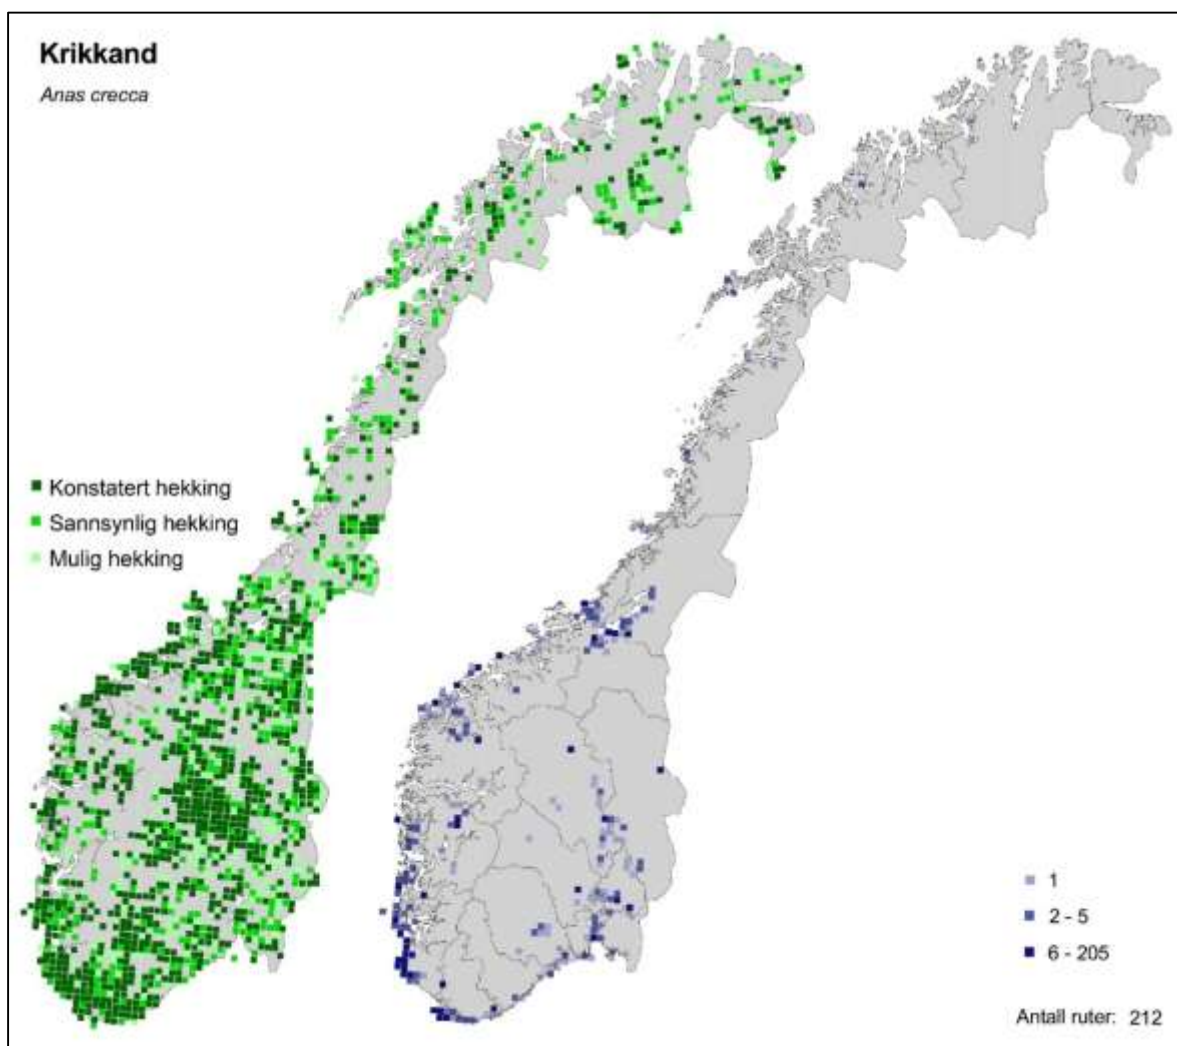 Krikkand
Anas crecca
Konstatert hekking
Sannsynlig hekking
Mulig hekking
1
2 - 5
6 - 205
Antall ruter: 212